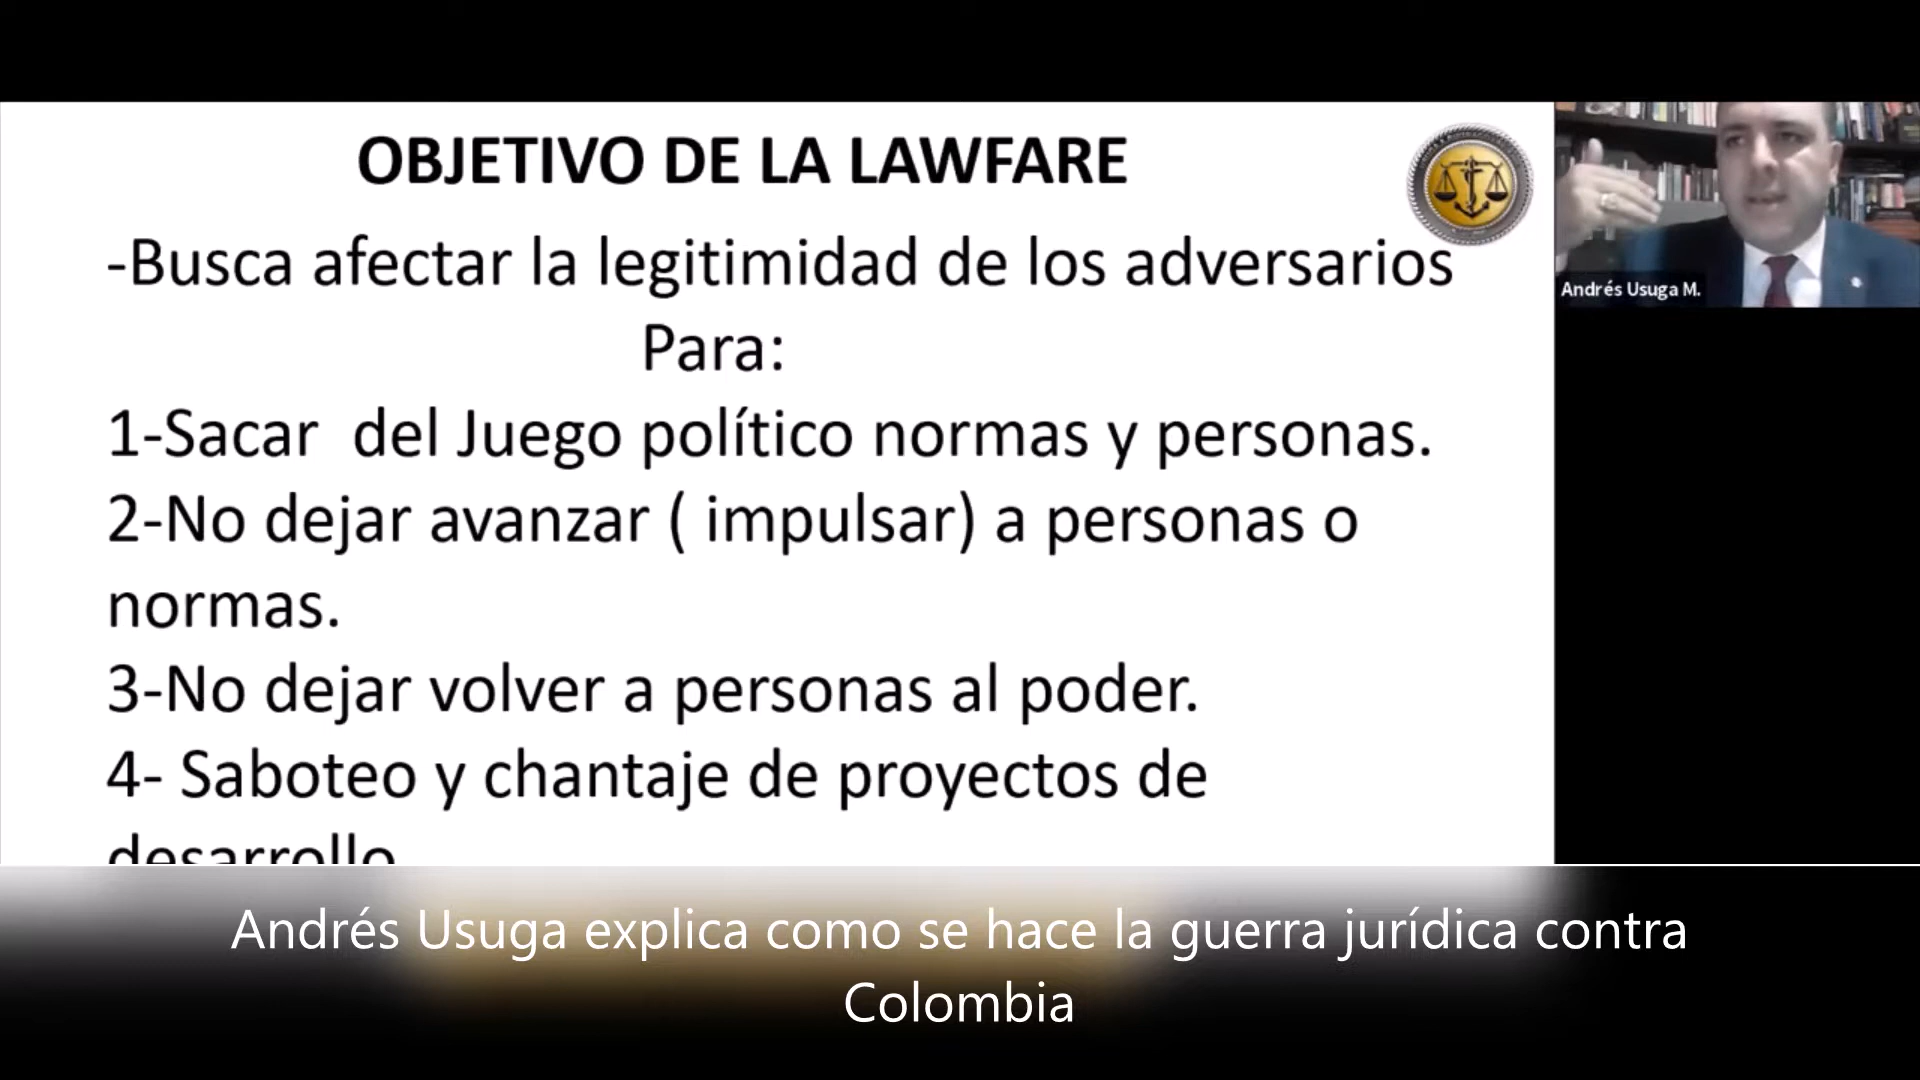 OBJETIVO DE LA LAWFARE
-Busca afectar la legitimidad de los adversarios
Para:
1-Sacar  del Juego político normas y personas.
2-No dejar avanzar ( impulsar) a personas o
normas.
3-No dejar volver a personas al poder.
4- Saboteo y chantaje de proyectos de
desarrollo
Andrés Usuga M.
Andrés Usuga explica como se hace la guerra jurídica contra
Colombia